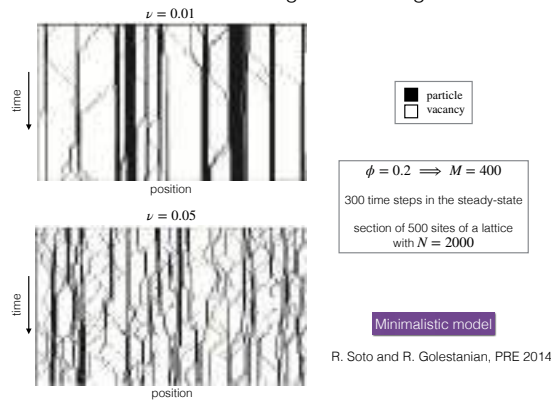 ν = 0.01
time
position
particle
vacancy
ϕ = 0.2 ⟹ M = 400
300 time steps in the steady-state
section of 500 sites of a lattice
with N = 2000
ν = 0.05
time
position
Minimalistic model
R. Soto and R. Golestanian, PRE 2014